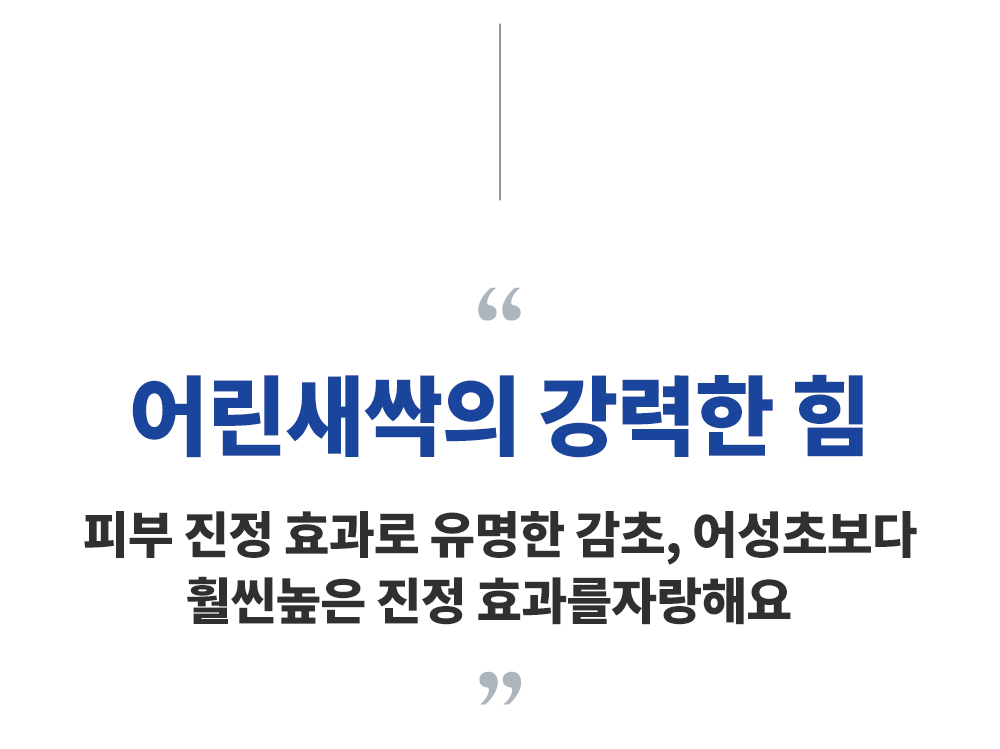 “
어린새싹의 강력한 힘
피부 진정 효과로 유명한 감초, 어성초보다
훨씬높은 진정 효과를자랑해요
”